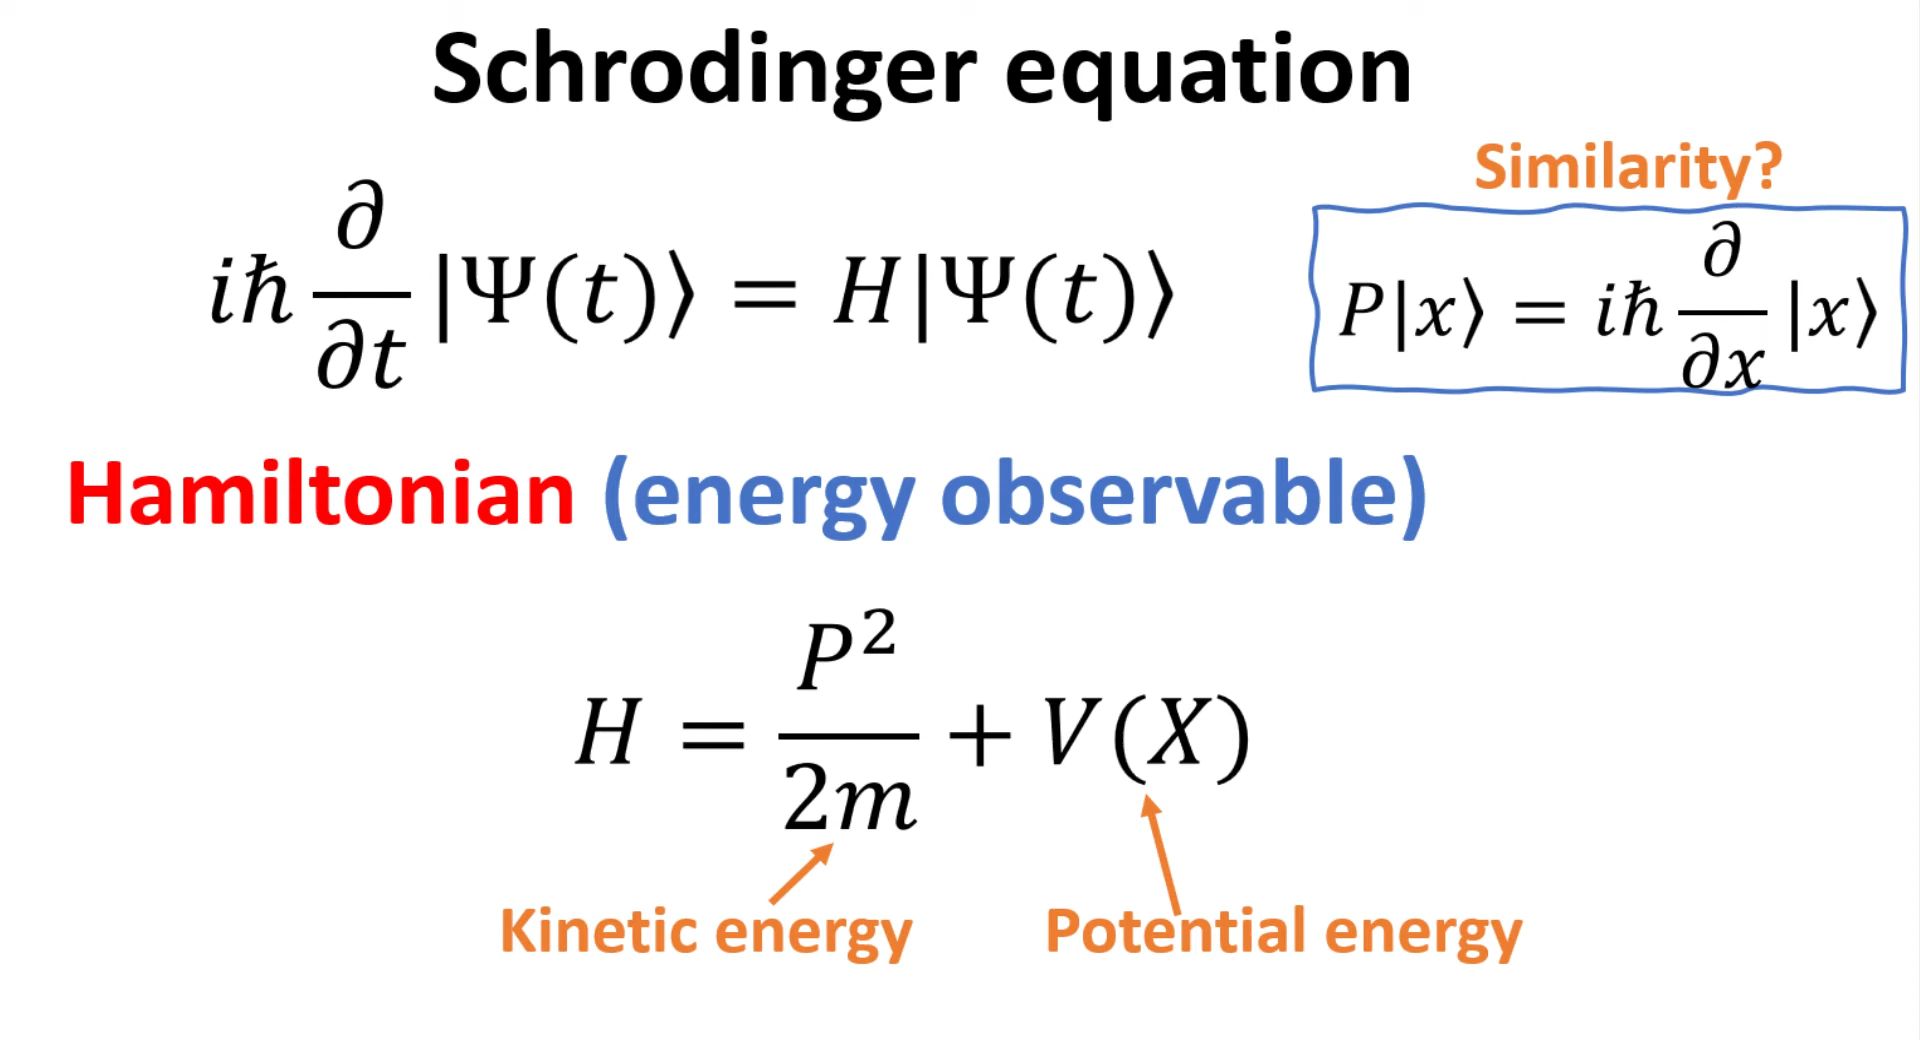 Schrodinger equation
Similarity?
iℏ ∂/∂t |Ψ(t)⟩ = H|Ψ(t)⟩
P|x⟩ = iℏ ∂/∂x |x⟩
Hamiltonian (energy observable)
H = P²/2m + V(X)
Kinetic energy
Potential energy